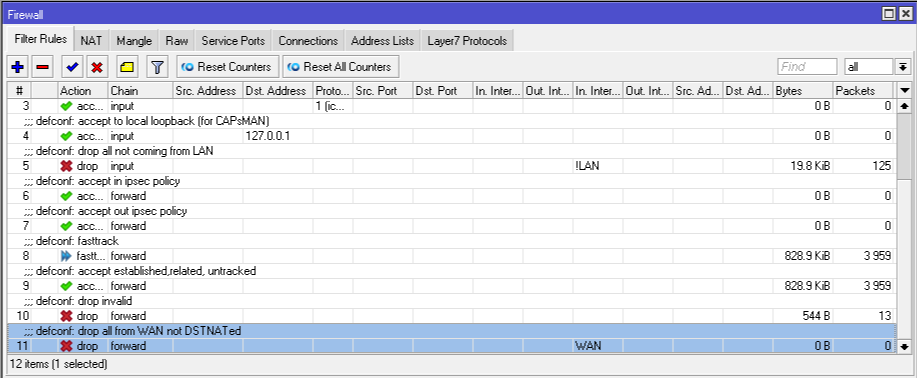 Firewall
Filter Rules NAT Mangle Raw Service Ports Connections Address Lists Layer7 Protocols
Reset Counters Reset All Counters Find all
# Action Chain Src. Address Dst. Address Proto... Src. Port Dst. Port In. Inter... Out. Int... In. Inter... Out. Int... Src. Ad... Dst. Ad... Bytes Packets
3 acc... input 1 (ic... 0 B 0
;;; defconf: accept to local loopback (for CAPsMAN)
4 acc... input 127.0.0.1 0 B 0
;;; defconf: drop all not coming from LAN
5 drop input !LAN 19.8 KiB 125
;;; defconf: accept in ipsec policy
6 acc... forward 0 B 0
;;; defconf: accept out ipsec policy
7 acc... forward 0 B 0
;;; defconf: fasttrack
8 fastt... forward 828.9 KiB 3 959
;;; defconf: accept established,related, untracked
9 acc... forward 828.9 KiB 3 959
;;; defconf: drop invalid
10 drop forward 544 B 13
;;; defconf: drop all from WAN not DSTNATed
11 drop forward WAN 0 B 0
12 items (1 selected)